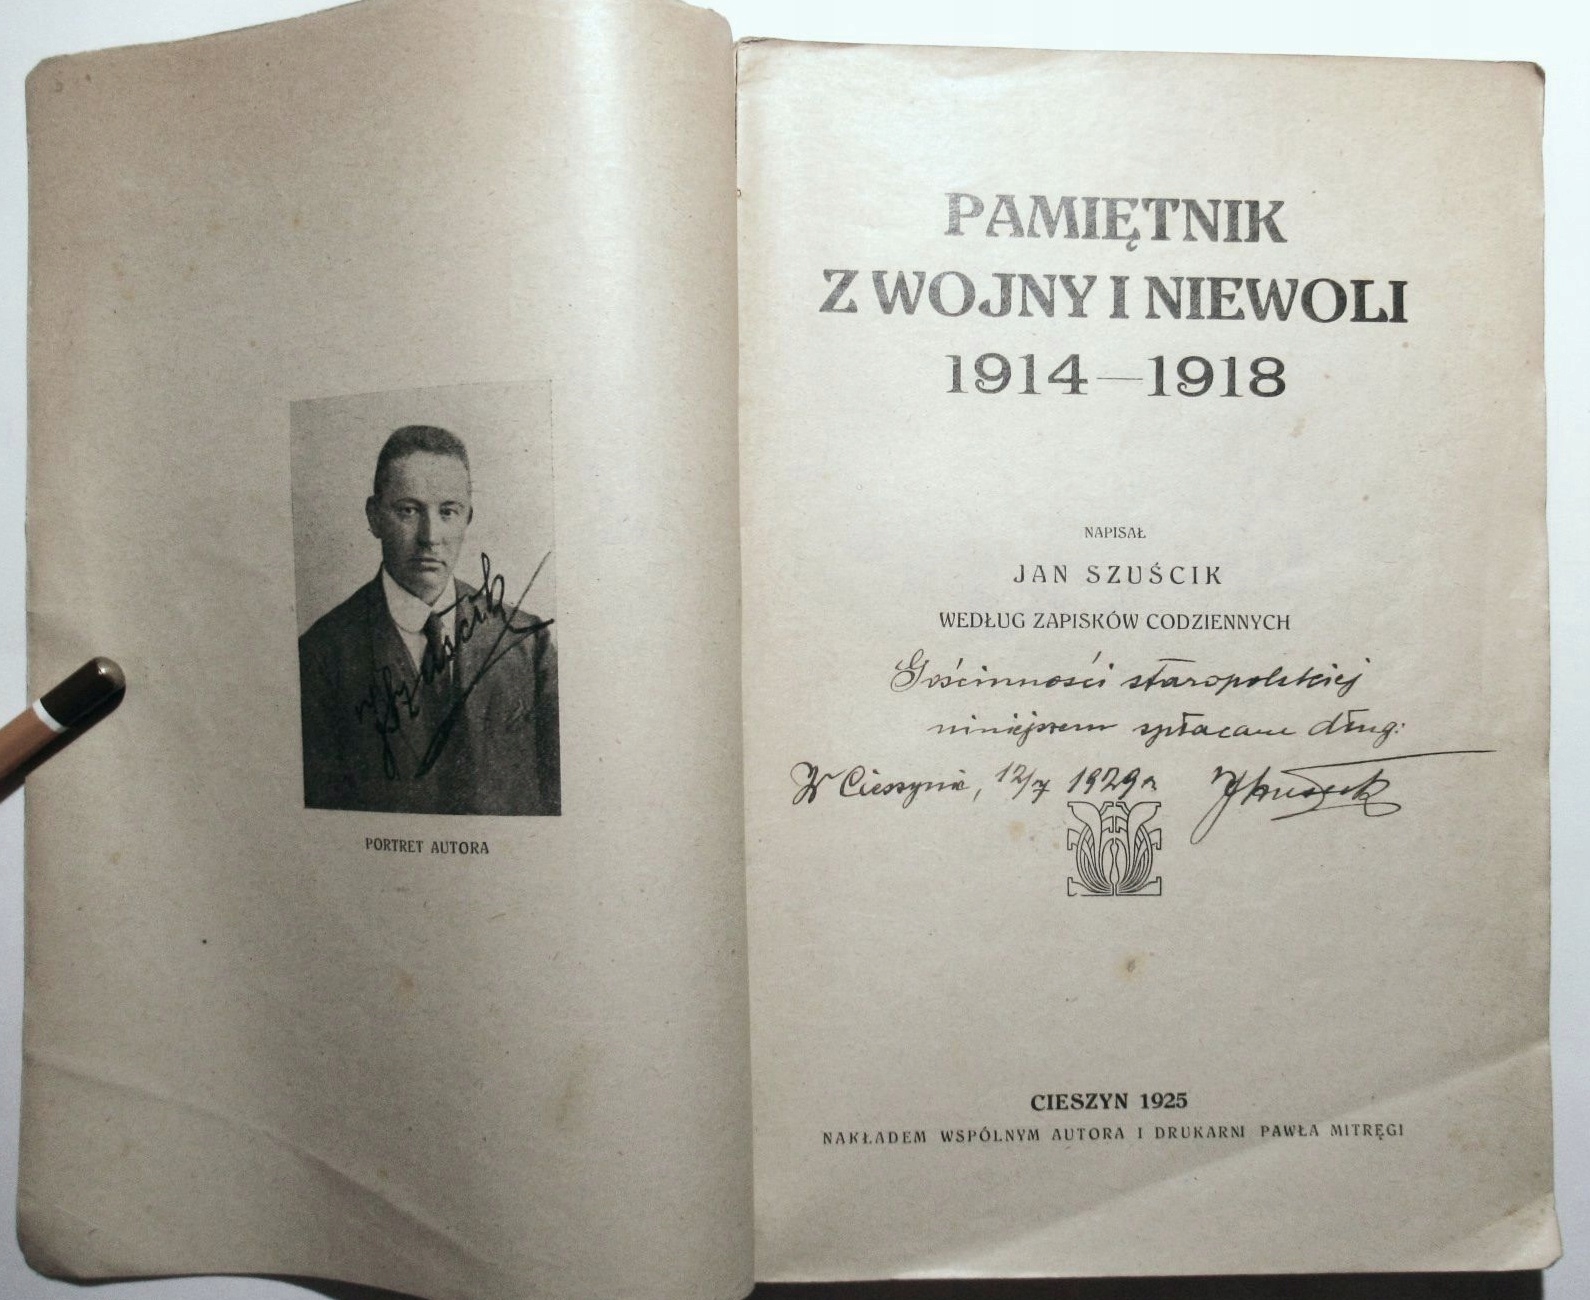 PORTRET AUTORA
PAMIĘTNIK
Z WOJNY I NIEWOLI
1914—1918
NAPISAŁ
JAN SZUŚCIK
WEDŁUG ZAPISKÓW CODZIENNYCH
Gościnności staropolskiej
niniejszem spłacam dług:
W Cieszynie, 12/7 1929 r. JSzuścik
CIESZYN 1925
NAKŁADEM WSPÓLNYM AUTORA I DRUKARNI PAWŁA MITRĘGI